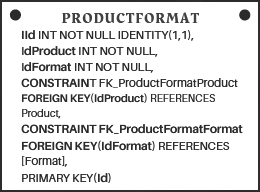 PRODUCTFORMAT
IId INT NOT NULL IDENTITY(1,1),
IdProduct INT NOT NULL,
IdFormat INT NOT NULL,
CONSTRAINT FK_ProductFormatProduct
FOREIGN KEY(IdProduct) REFERENCES
Product,
CONSTRAINT FK_ProductFormatFormat
FOREIGN KEY(IdFormat) REFERENCES
[Format],
PRIMARY KEY(Id)